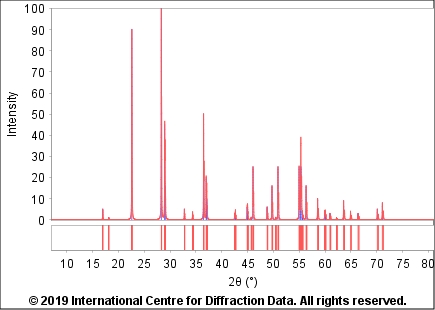 100
90
80
70
60
50
40
30
20
10
0
Intensity
10 15 20 25 30 35 40 45 50 55 60 65 70 75 80
2θ (°)
© 2019 International Centre for Diffraction Data. All rights reserved.